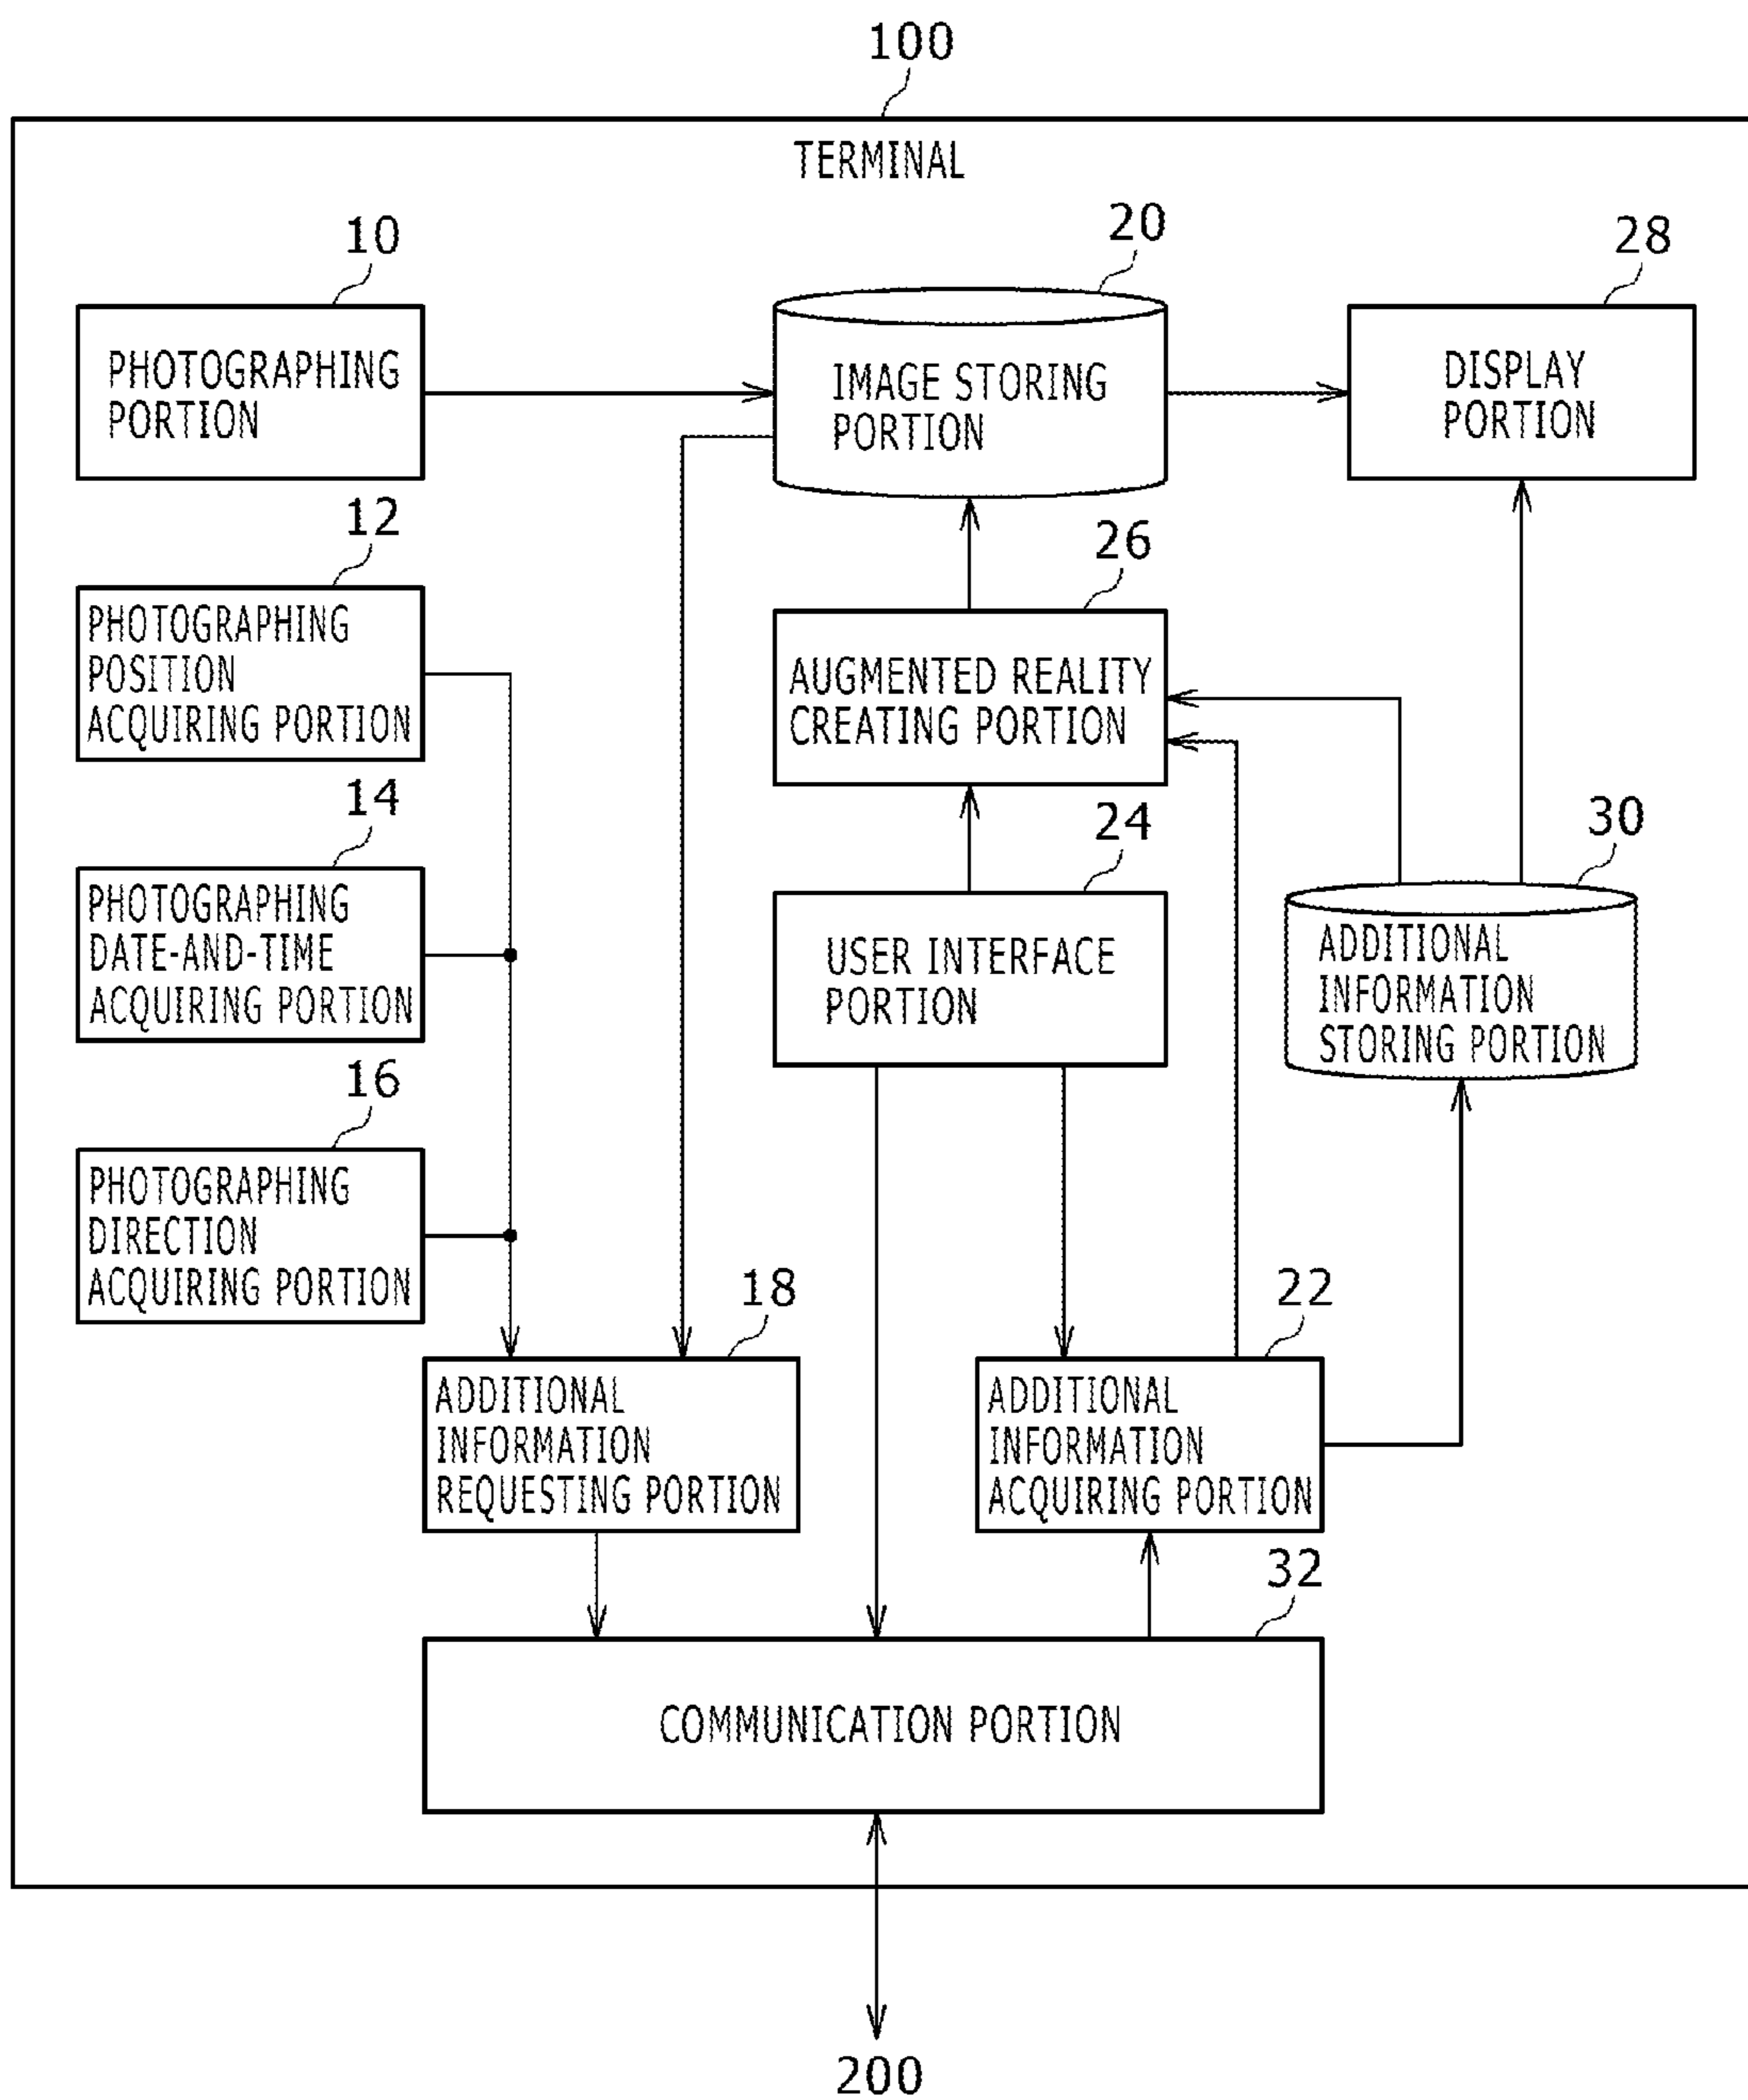 100
TERMINAL
10
PHOTOGRAPHING
PORTION
20
IMAGE STORING
PORTION
28
DISPLAY
PORTION
12
PHOTOGRAPHING
POSITION
ACQUIRING PORTION
26
AUGMENTED REALITY
CREATING PORTION
14
PHOTOGRAPHING
DATE-AND-TIME
ACQUIRING PORTION
24
USER INTERFACE
PORTION
30
ADDITIONAL
INFORMATION
STORING PORTION
16
PHOTOGRAPHING
DIRECTION
ACQUIRING PORTION
18
ADDITIONAL
INFORMATION
REQUESTING PORTION
22
ADDITIONAL
INFORMATION
ACQUIRING PORTION
32
COMMUNICATION PORTION
200